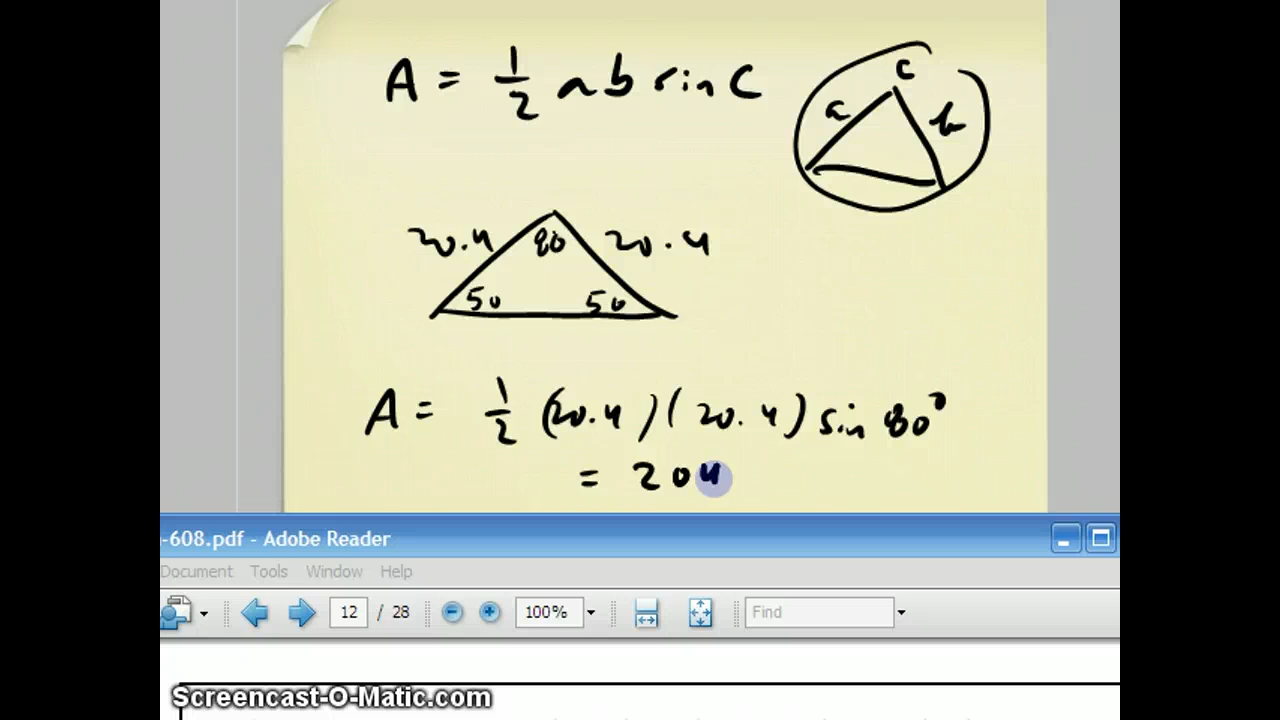 A = 1/2 ab sin C
C
a b
20.4 80 20.4
50 50
A = 1/2 (20.4)(20.4) sin 80°
= 204
-608.pdf - Adobe Reader
Document Tools Window Help
12 / 28 100% Find
Screencast-O-Matic.com